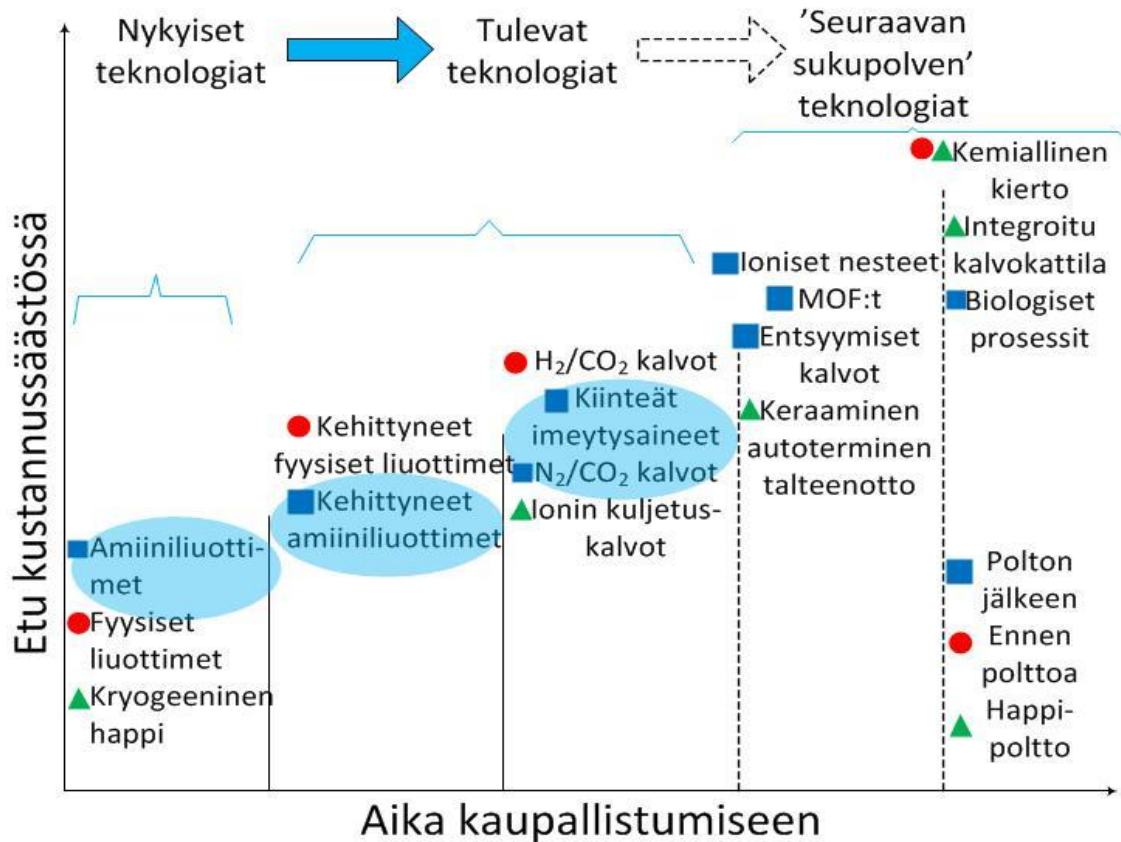 Nykyiset
teknologiat
Tulevat
teknologiat
’Seuraavan
sukupolven’
teknologiat
Etu kustannussäästössä
Amiiniliuotti-
met
Fyysiset
liuottimet
Kryogeeninen
happi
Kehittyneet
fyysiset liuottimet
Kehittyneet
amiiniliuottimet
H₂/CO₂ kalvot
Kiinteät
imeytysaineet
N₂/CO₂ kalvot
Ionin kuljetus-
kalvot
Ioniset nesteet
MOF:t
Entsyymiset
kalvot
Keraaminen
autoterminen
talteenotto
Kemiallinen
kierto
Integroitu
kalvokattila
Biologiset
prosessit
Polton
jälkeen
Ennen
polttoa
Happi-
poltto
Aika kaupallistumiseen